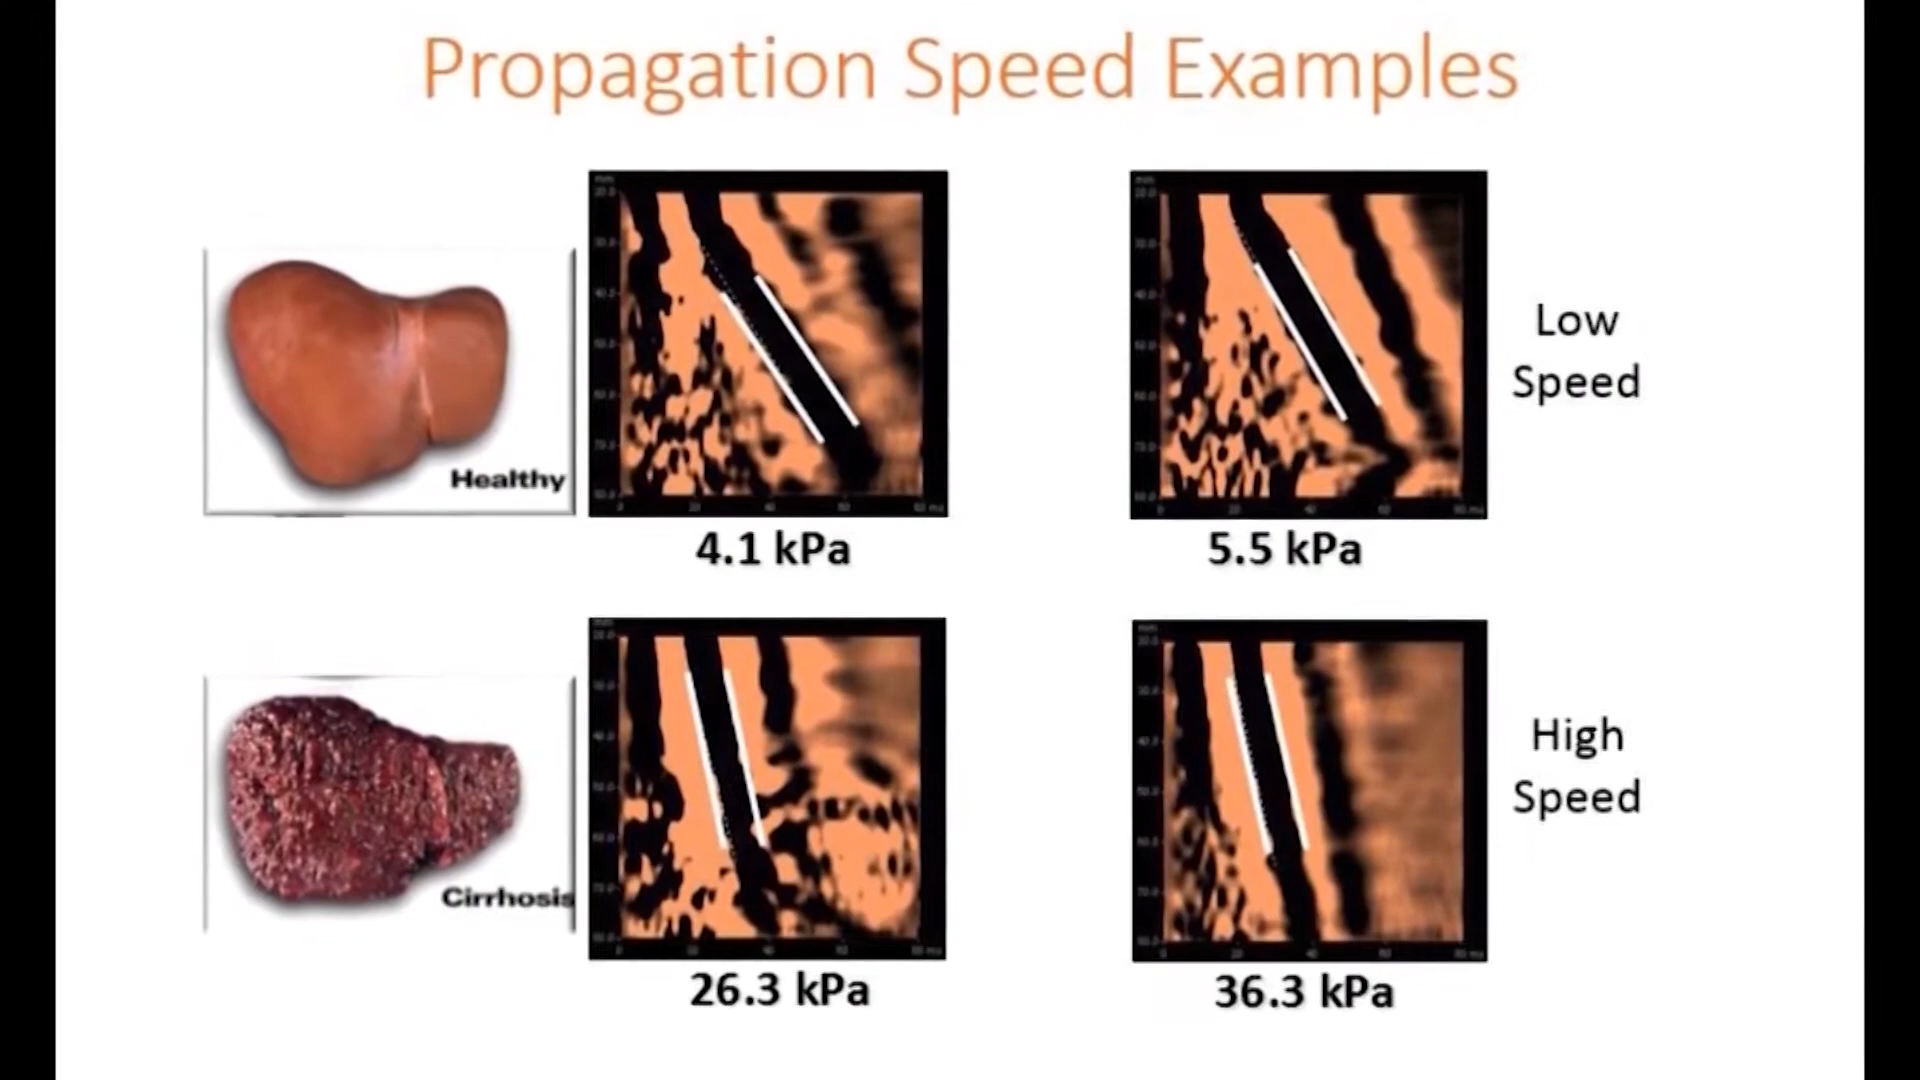 Propagation Speed Examples
Healthy
4.1 kPa
5.5 kPa
Low
Speed
Cirrhosis
26.3 kPa
36.3 kPa
High
Speed